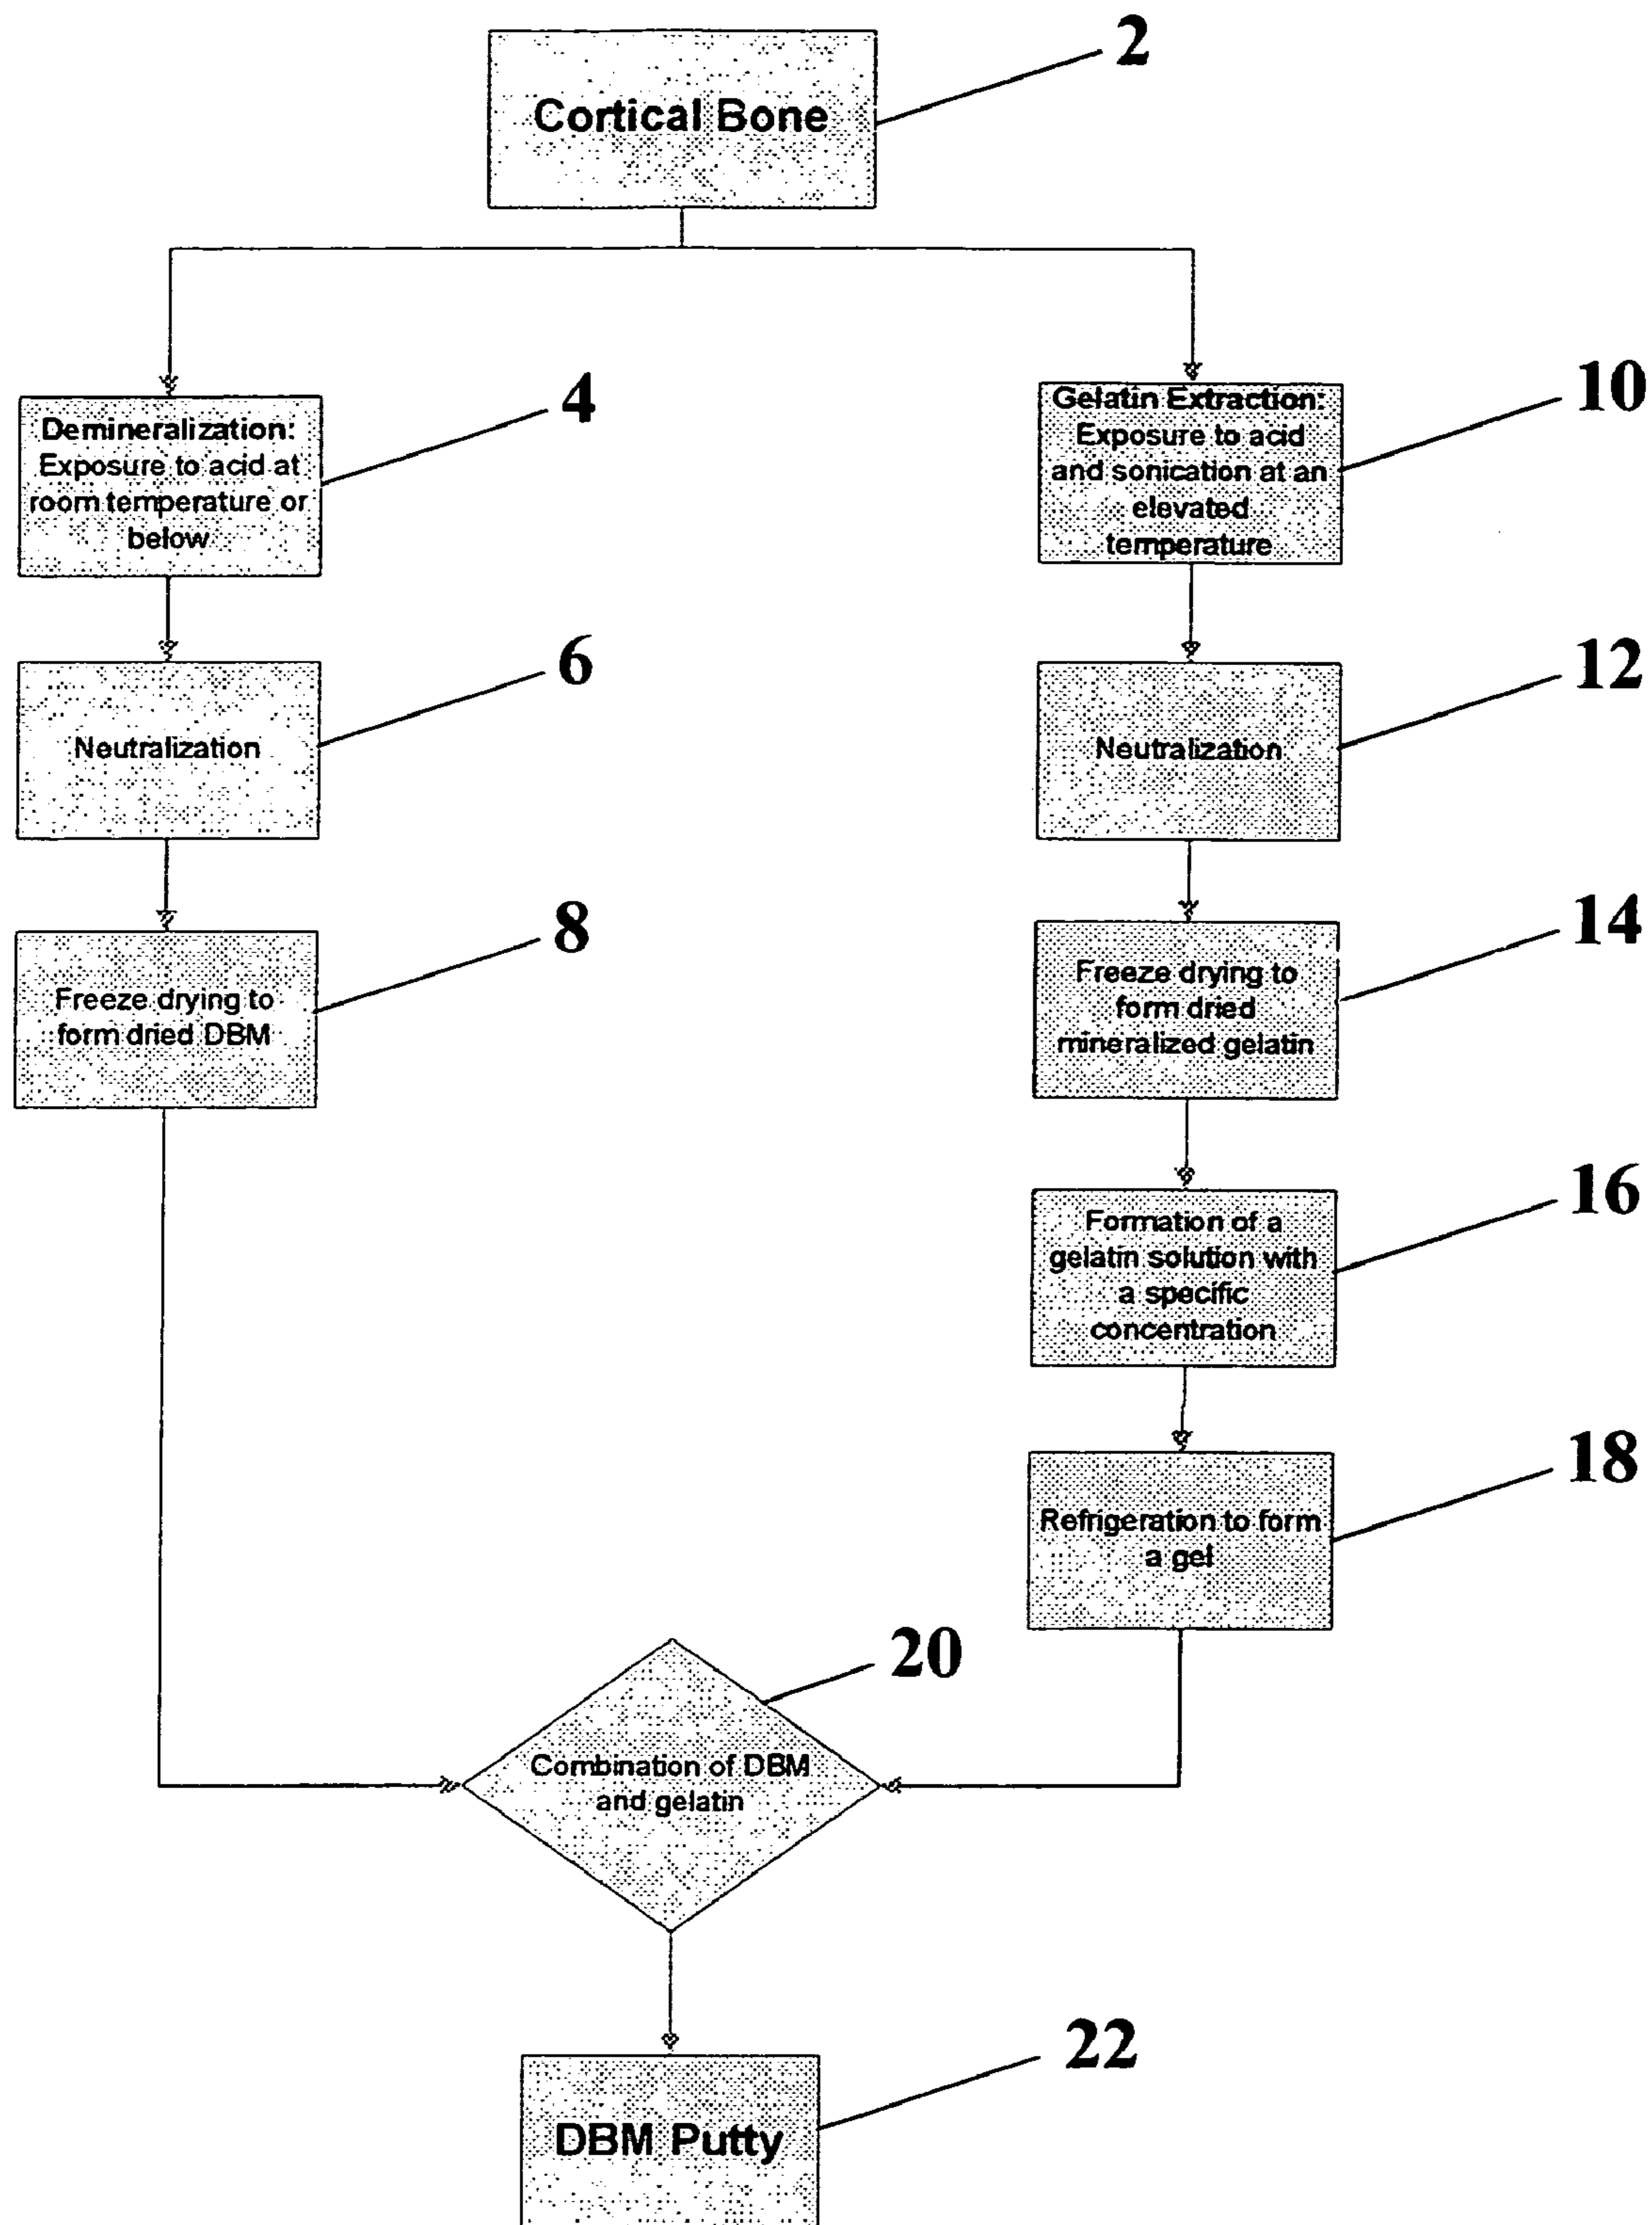 2
Cortical Bone
4
Demineralization:
Exposure to acid at
room temperature or
below
10
Gelatin Extraction:
Exposure to acid
and sonication at an
elevated
temperature
6
Neutralization
12
Neutralization
8
Freeze drying to
form dried DBM
14
Freeze drying to
form dried
mineralized gelatin
16
Formation of a
gelatin solution with
a specific
concentration
18
Refrigeration to form
a gel
20
Combination of DBM
and gelatin
22
DBM Putty